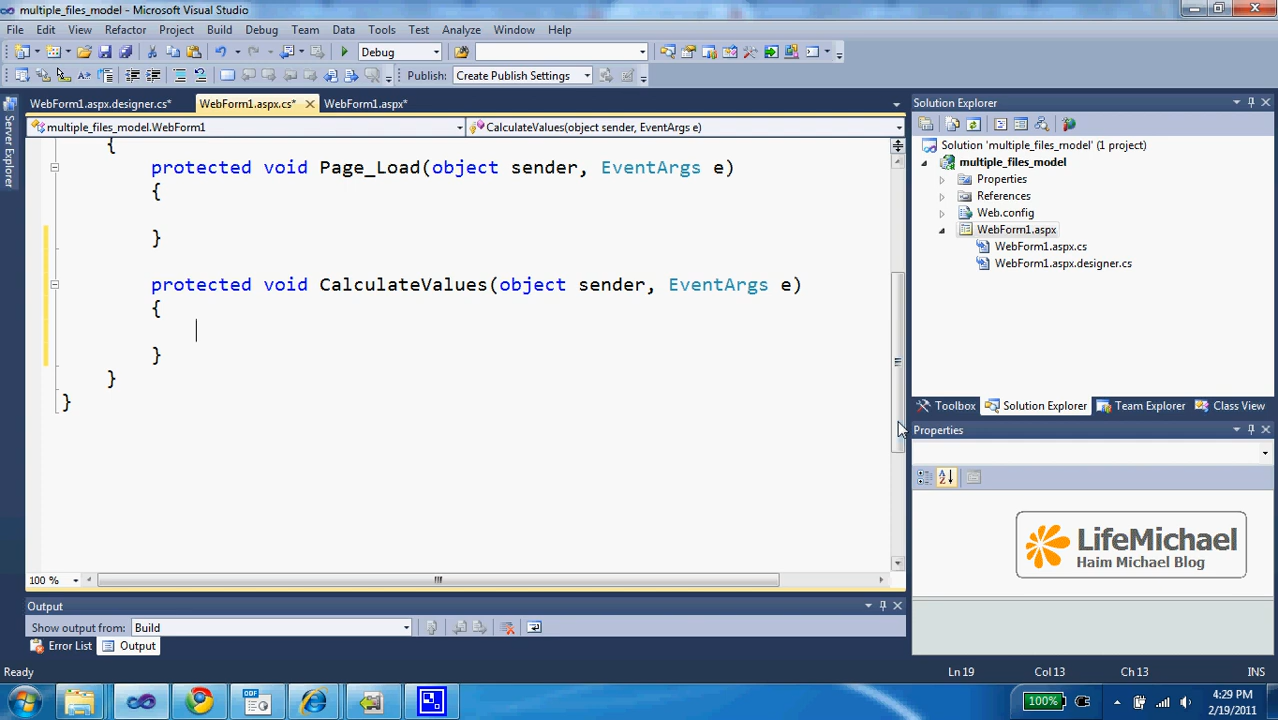 multiple_files_model - Microsoft Visual Studio
File Edit View Refactor Project Build Debug Team Data Tools Test Analyze Window Help
Debug
Publish: Create Publish Settings
Server Explorer
WebForm1.aspx.designer.cs* WebForm1.aspx.cs* WebForm1.aspx*
multiple_files_model.WebForm1 CalculateValues(object sender, EventArgs e)
{
protected void Page_Load(object sender, EventArgs e)
{
}
protected void CalculateValues(object sender, EventArgs e)
{
}
}
}
100 %
Output
Show output from: Build
Error List Output
Solution Explorer
Solution 'multiple_files_model' (1 project)
multiple_files_model
Properties
References
Web.config
WebForm1.aspx
WebForm1.aspx.cs
WebForm1.aspx.designer.cs
Toolbox Solution Explorer Team Explorer Class View
Properties
LifeMichael
Haim Michael Blog
Ready Ln 19 Col 13 Ch 13 INS
100% 4:29 PM
2/19/2011